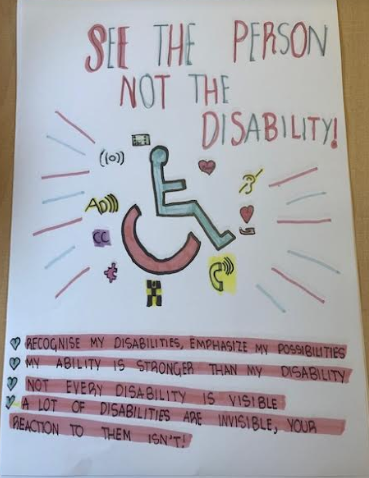 SEE THE PERSON
NOT THE
DISABILITY!
AD
CC
RECOGNISE MY DISABILITIES, EMPHASIZE MY POSSIBILITIES
MY ABILITY IS STRONGER THAN MY DISABILITY
NOT EVERY DISABILITY IS VISIBLE
A LOT OF DISABILITIES ARE INVISIBLE, YOUR
REACTION TO THEM ISN'T!